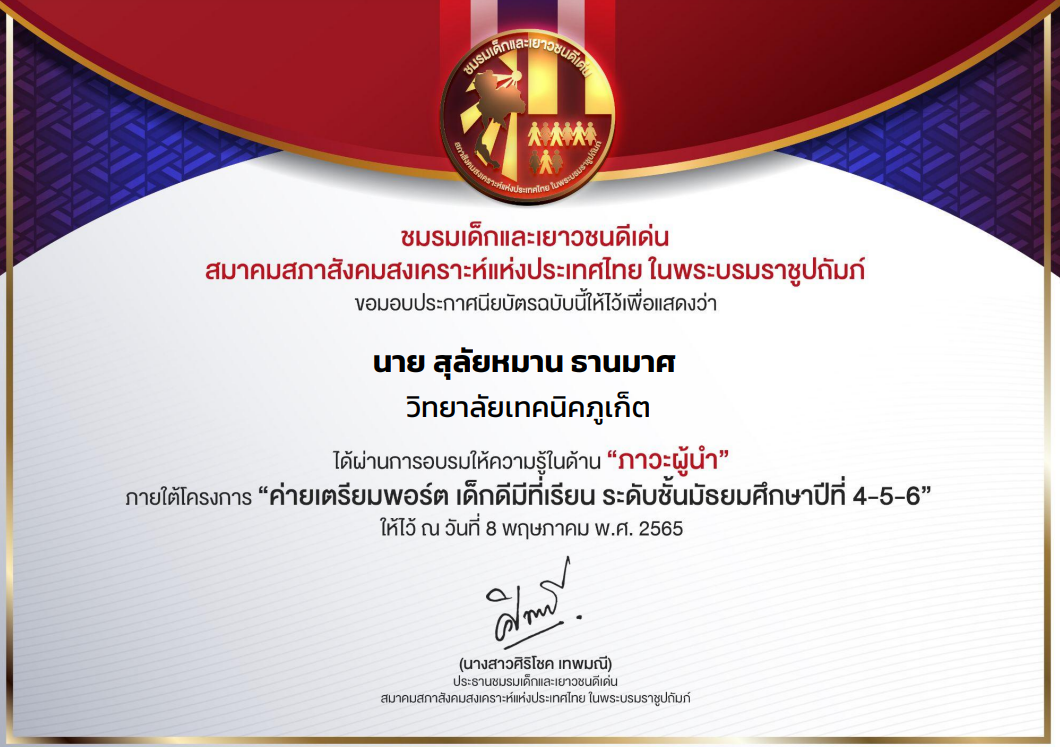 ชมรมเด็กและเยาวชนดีเด่น
สภาสังคมสงเคราะห์แห่งประเทศไทย ในพระบรมราชูปถัมภ์
ชมรมเด็กและเยาวชนดีเด่น
สมาคมสภาสังคมสงเคราะห์แห่งประเทศไทย ในพระบรมราชูปถัมภ์
ขอมอบประกาศนียบัตรฉบับนี้ให้ไว้เพื่อแสดงว่า
นาย สุลัยหมาน ธานมาศ
วิทยาลัยเทคนิคภูเก็ต
ได้ผ่านการอบรมให้ความรู้ในด้าน “ภาวะผู้นำ”
ภายใต้โครงการ “ค่ายเตรียมพอร์ต เด็กดีมีที่เรียน ระดับชั้นมัธยมศึกษาปีที่ 4-5-6”
ให้ไว้ ณ วันที่ 8 พฤษภาคม พ.ศ. 2565
(นางสาวศิริโชค เทพมณี)
ประธานชมรมเด็กและเยาวชนดีเด่น
สมาคมสภาสังคมสงเคราะห์แห่งประเทศไทย ในพระบรมราชูปถัมภ์